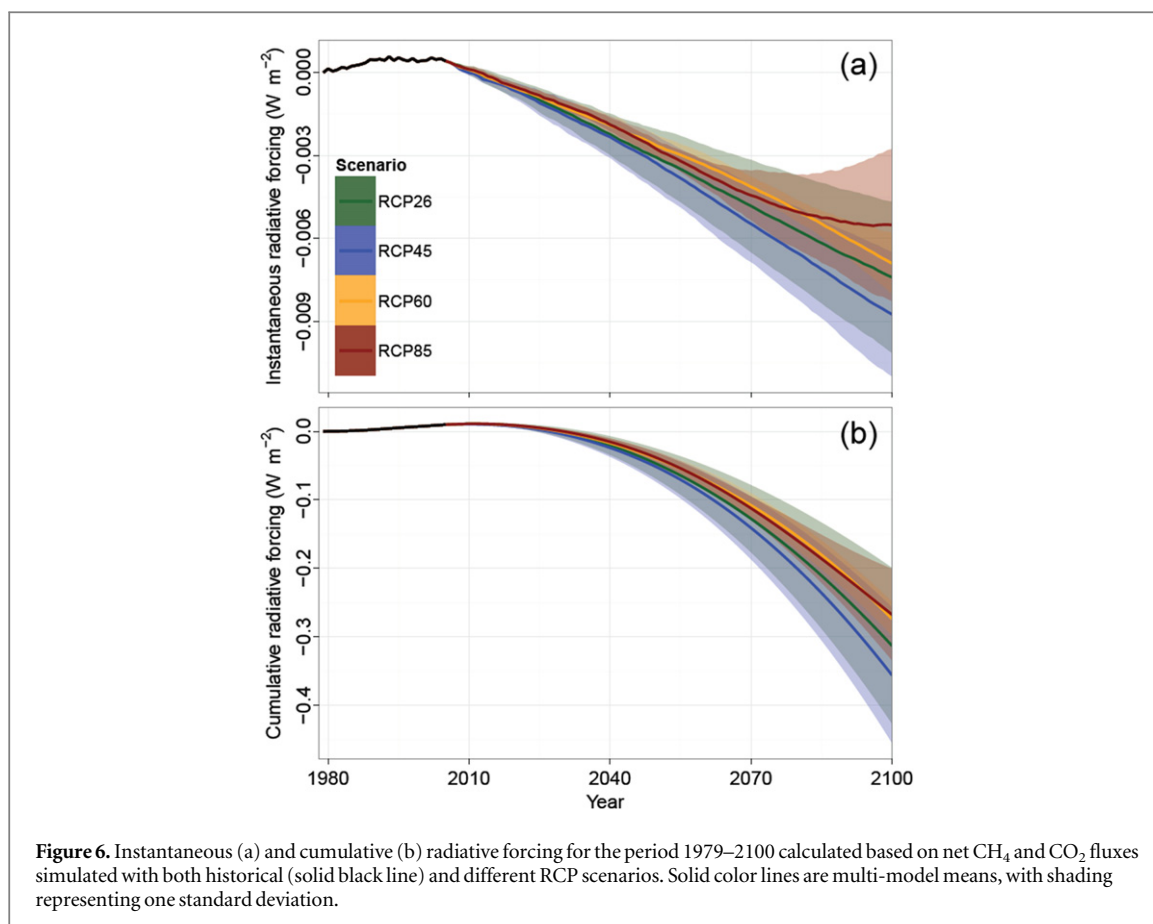 (a)
Instantaneous radiative forcing (W m−2)
0.000
−0.003
−0.006
−0.009
Scenario
RCP26
RCP45
RCP60
RCP85
(b)
Cumulative radiative forcing (W m−2)
0.0
−0.1
−0.2
−0.3
−0.4
1980 2010 2040 2070 2100
Year
Figure 6. Instantaneous (a) and cumulative (b) radiative forcing for the period 1979–2100 calculated based on net CH4 and CO2 fluxes
simulated with both historical (solid black line) and different RCP scenarios. Solid color lines are multi-model means, with shading
representing one standard deviation.